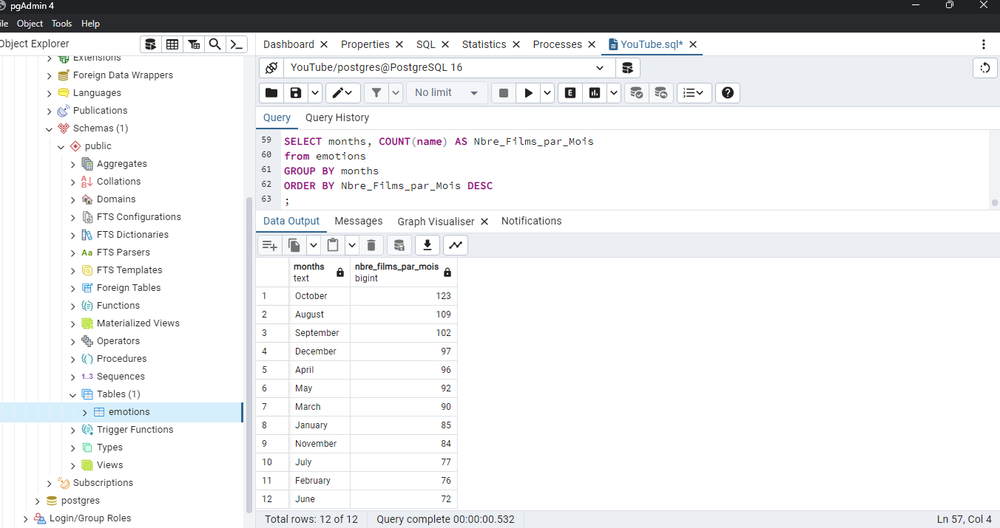 pgAdmin 4
ile Object Tools Help
Object Explorer
Extensions
Foreign Data Wrappers
Languages
Publications
Schemas (1)
public
Aggregates
Collations
Domains
FTS Configurations
FTS Dictionaries
Aa FTS Parsers
FTS Templates
Foreign Tables
Functions
Materialized Views
Operators
Procedures
1..3 Sequences
Tables (1)
emotions
Trigger Functions
Types
Views
Subscriptions
postgres
Login/Group Roles
Dashboard Properties SQL Statistics Processes YouTube.sql*
YouTube/postgres@PostgreSQL 16
No limit E
Query Query History
59 SELECT months, COUNT(name) AS Nbre_Films_par_Mois
60 from emotions
61 GROUP BY months
62 ORDER BY Nbre_Films_par_Mois DESC
63 ;
Data Output Messages Graph Visualiser Notifications
months nbre_films_par_mois
text bigint
1 October 123
2 August 109
3 September 102
4 December 97
5 April 96
6 May 92
7 March 90
8 January 85
9 November 84
10 July 77
11 February 76
12 June 72
Total rows: 12 of 12 Query complete 00:00:00.532 Ln 57, Col 4